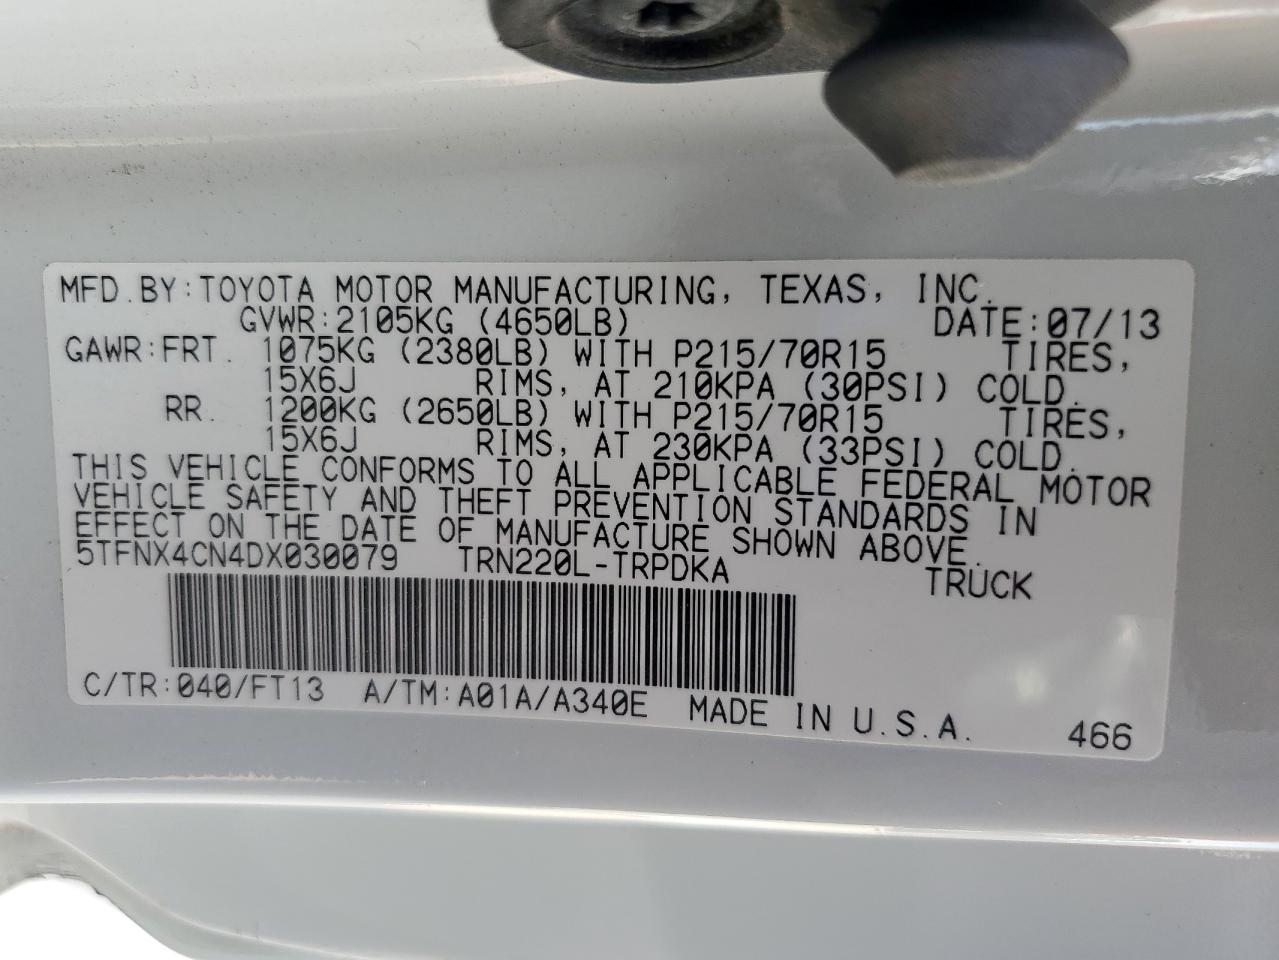 MFD. BY: TOYOTA MOTOR MANUFACTURING, TEXAS, INC.
GVWR: 2105KG (4650LB) DATE: 07/13
GAWR: FRT. 1075KG (2380LB) WITH P215/70R15 TIRES,
15X6J RIMS, AT 210KPA (30PSI) COLD.
RR. 1200KG (2650LB) WITH P215/70R15 TIRES,
15X6J RIMS, AT 230KPA (33PSI) COLD.
THIS VEHICLE CONFORMS TO ALL APPLICABLE FEDERAL MOTOR
VEHICLE SAFETY AND THEFT PREVENTION STANDARDS IN
EFFECT ON THE DATE OF MANUFACTURE SHOWN ABOVE.
5TFNX4CN4DX030079 TRN220L-TRPDKA TRUCK
C/TR: 040/FT13 A/TM: A01A/A340E MADE IN U.S.A. 466